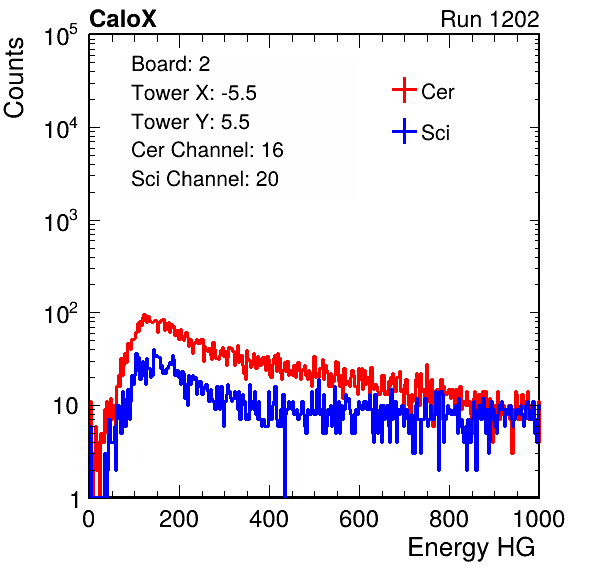 CaloX Run 1202
Counts
Board: 2
Tower X: -5.5
Tower Y: 5.5
Cer Channel: 16
Sci Channel: 20
Cer
Sci
10^5
10^4
10^3
10^2
10
1
0 200 400 600 800 1000
Energy HG